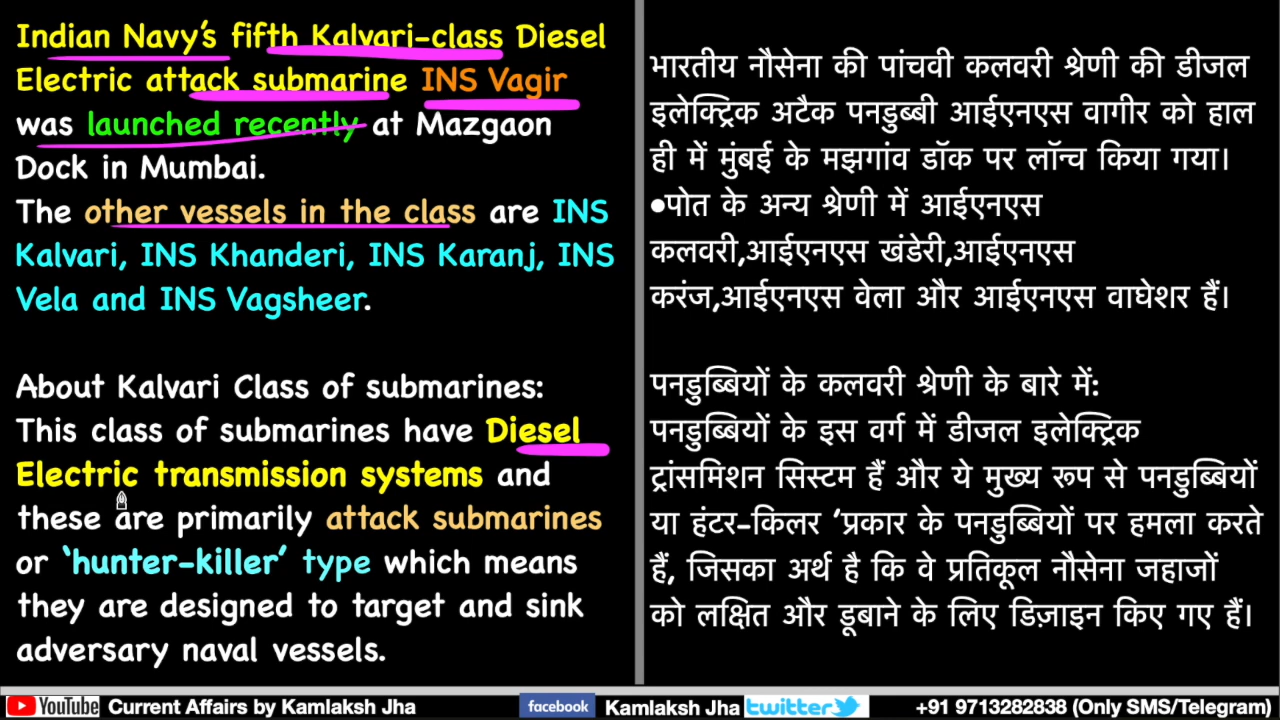 Indian Navy's fifth Kalvari-class Diesel
Electric attack submarine INS Vagir
was launched recently at Mazgaon
Dock in Mumbai.
The other vessels in the class are INS
Kalvari, INS Khanderi, INS Karanj, INS
Vela and INS Vagsheer.
About Kalvari Class of submarines:
This class of submarines have Diesel
Electric transmission systems and
these are primarily attack submarines
or ‘hunter-killer’ type which means
they are designed to target and sink
adversary naval vessels.
भारतीय नौसेना की पांचवी कलवरी श्रेणी की डीजल
इलेक्ट्रिक अटैक पनडुब्बी आईएनएस वागीर को हाल
ही में मुंबई के मझगांव डॉक पर लॉन्च किया गया।
•पोत के अन्य श्रेणी में आईएनएस
कलवरी,आईएनएस खंडेरी,आईएनएस
करंज,आईएनएस वेला और आईएनएस वाघेशर हैं।
पनडुब्बियों के कलवरी श्रेणी के बारे में:
पनडुब्बियों के इस वर्ग में डीजल इलेक्ट्रिक
ट्रांसमिशन सिस्टम हैं और ये मुख्य रूप से पनडुब्बियों
या हंटर-किलर ’प्रकार के पनडुब्बियों पर हमला करते
हैं, जिसका अर्थ है कि वे प्रतिकूल नौसेना जहाजों
को लक्षित और डूबाने के लिए डिज़ाइन किए गए हैं।
YouTube Current Affairs by Kamlaksh Jha facebook Kamlaksh Jha twitter +91 9713282838 (Only SMS/Telegram)